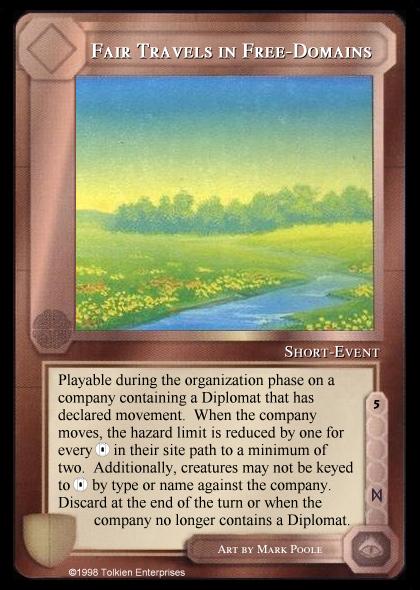 Fair Travels in Free-Domains
Short-Event
Playable during the organization phase on a
company containing a Diplomat that has
declared movement. When the company
moves, the hazard limit is reduced by one for
every in their site path to a minimum of
two. Additionally, creatures may not be keyed
to by type or name against the company.
Discard at the end of the turn or when the
company no longer contains a Diplomat.
5
ᛞ
Art by Mark Poole
©1998 Tolkien Enterprises